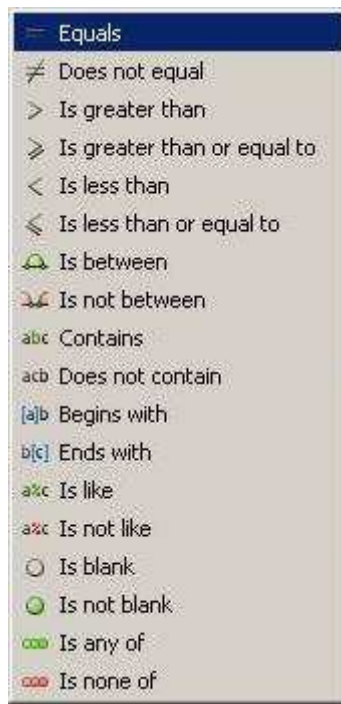 = Equals
≠ Does not equal
> Is greater than
⩾ Is greater than or equal to
< Is less than
⩽ Is less than or equal to
Is between
Is not between
abc Contains
acb Does not contain
[a]b Begins with
b[c] Ends with
a%c Is like
a%c Is not like
Is blank
Is not blank
Is any of
Is none of